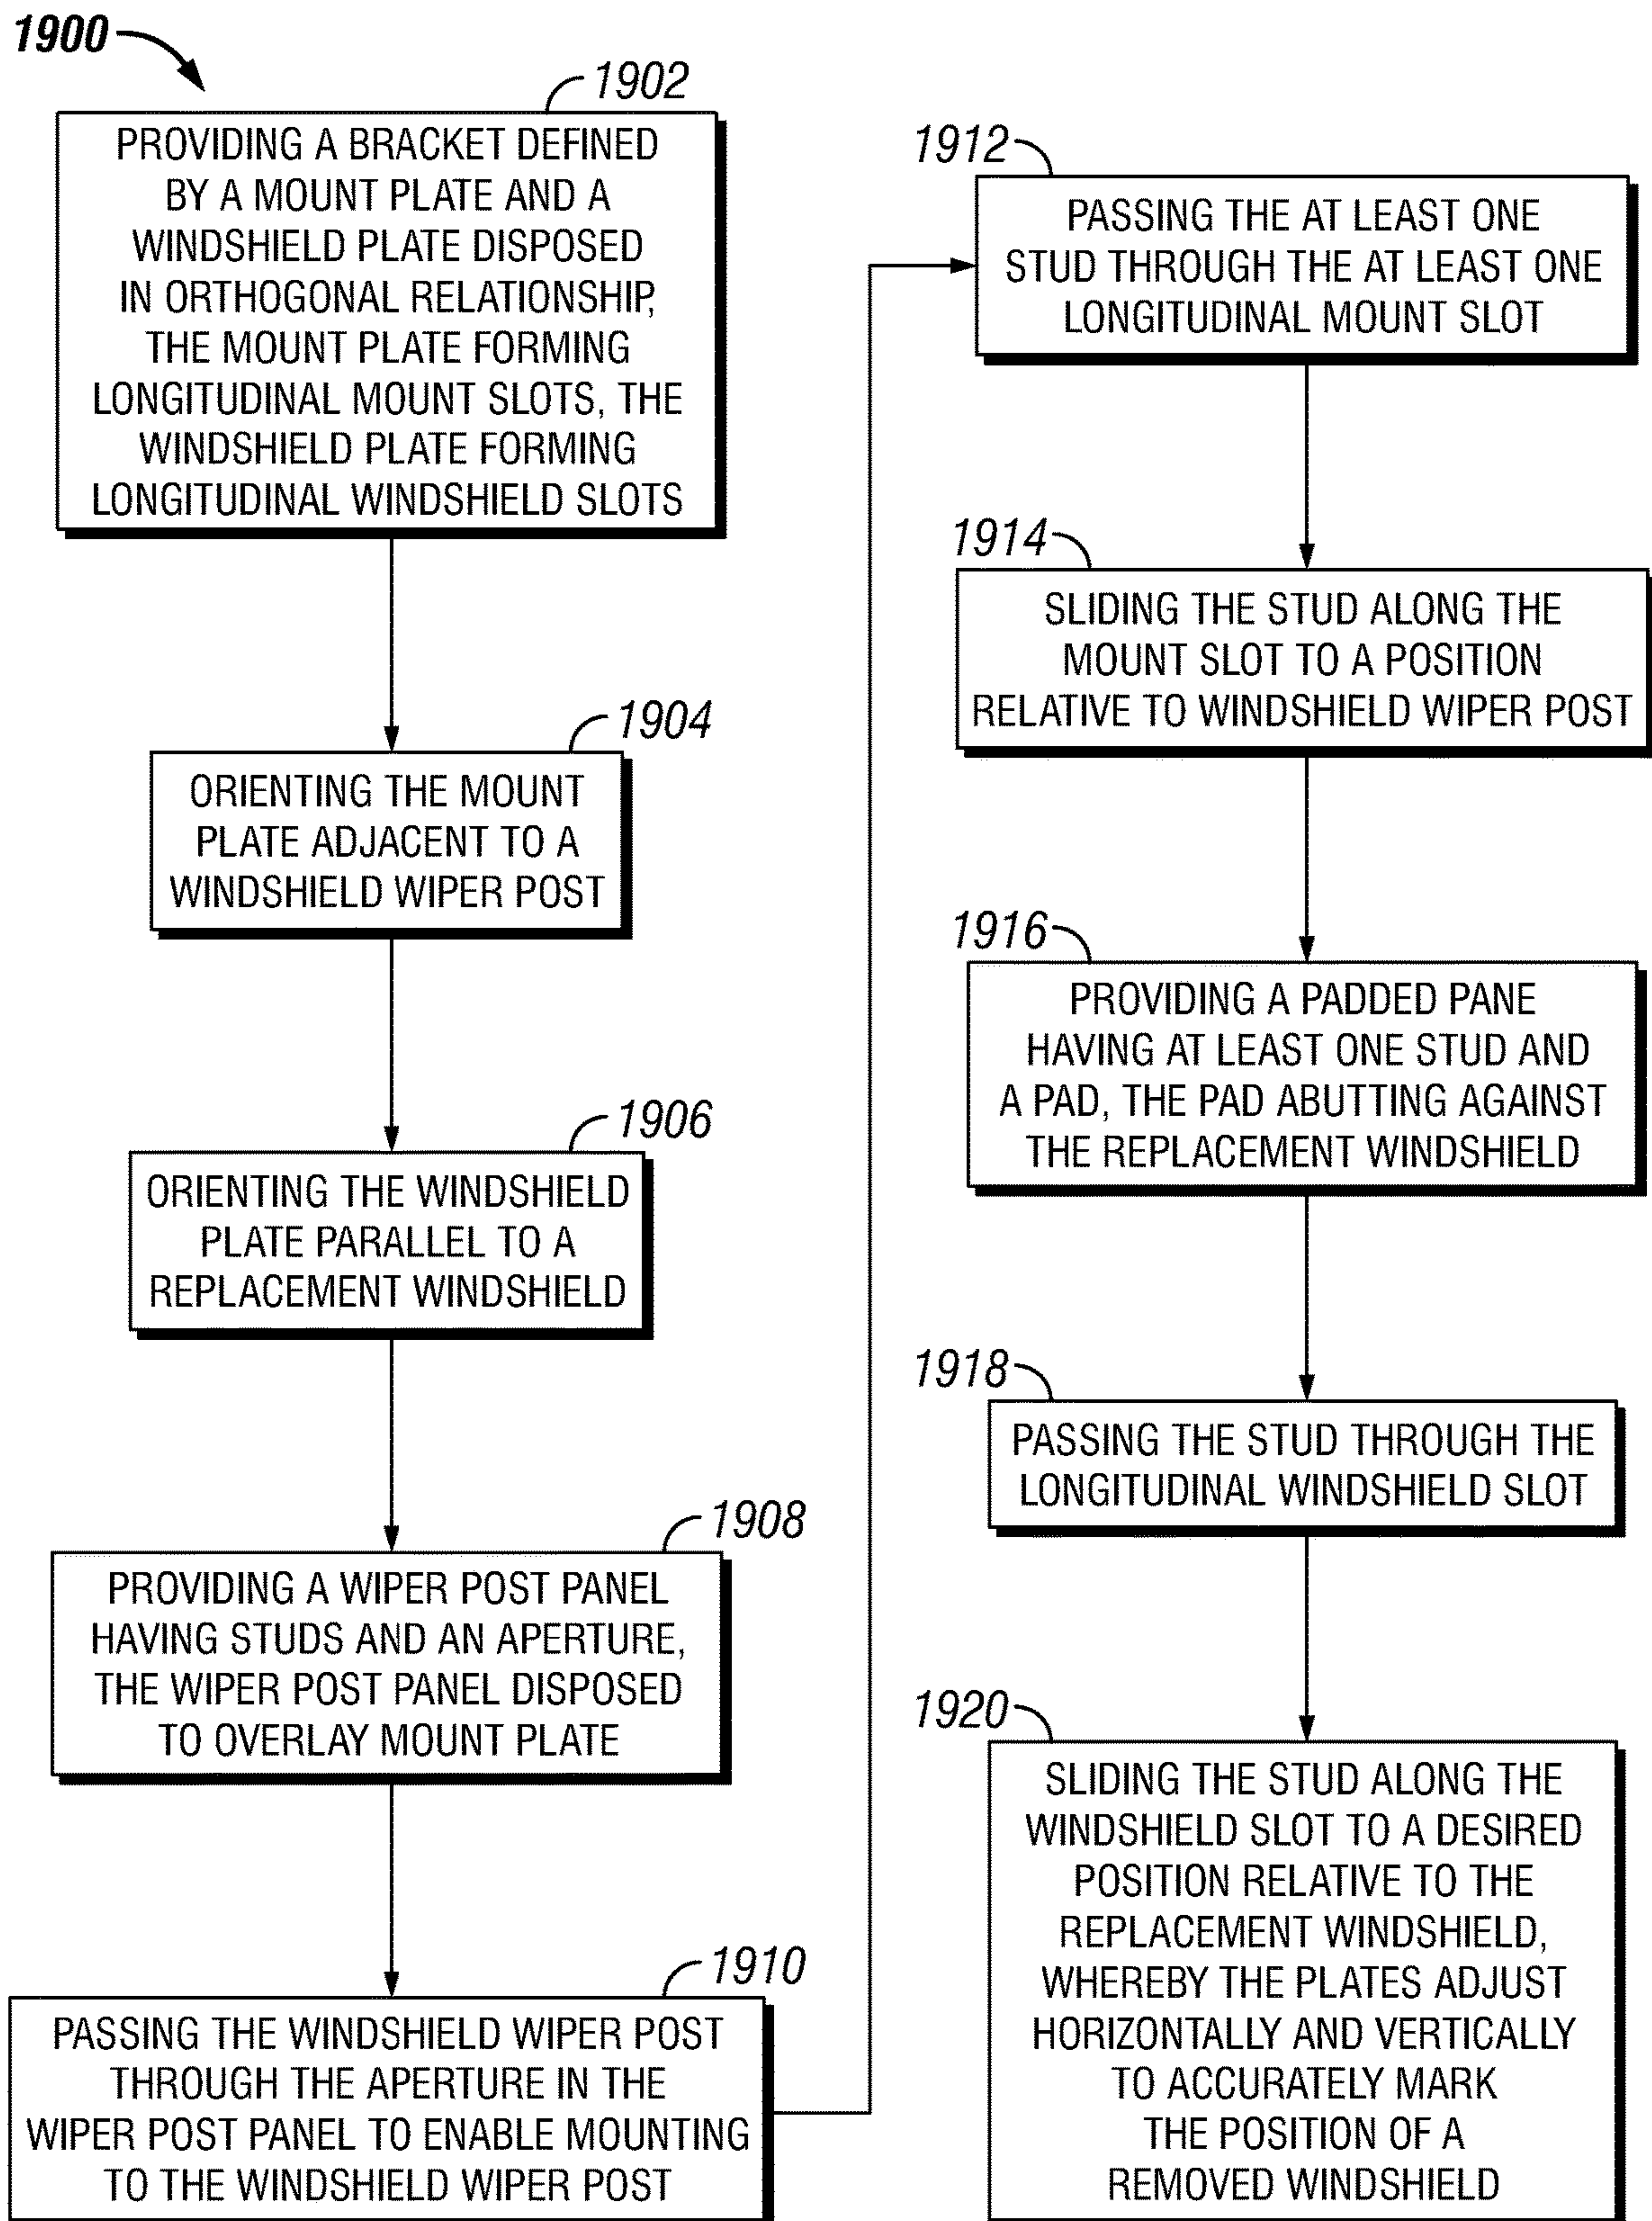 1900
1902
PROVIDING A BRACKET DEFINED
BY A MOUNT PLATE AND A
WINDSHIELD PLATE DISPOSED
IN ORTHOGONAL RELATIONSHIP,
THE MOUNT PLATE FORMING
LONGITUDINAL MOUNT SLOTS, THE
WINDSHIELD PLATE FORMING
LONGITUDINAL WINDSHIELD SLOTS
1904
ORIENTING THE MOUNT
PLATE ADJACENT TO A
WINDSHIELD WIPER POST
1906
ORIENTING THE WINDSHIELD
PLATE PARALLEL TO A
REPLACEMENT WINDSHIELD
1908
PROVIDING A WIPER POST PANEL
HAVING STUDS AND AN APERTURE,
THE WIPER POST PANEL DISPOSED
TO OVERLAY MOUNT PLATE
1910
PASSING THE WINDSHIELD WIPER POST
THROUGH THE APERTURE IN THE
WIPER POST PANEL TO ENABLE MOUNTING
TO THE WINDSHIELD WIPER POST
1912
PASSING THE AT LEAST ONE
STUD THROUGH THE AT LEAST ONE
LONGITUDINAL MOUNT SLOT
1914
SLIDING THE STUD ALONG THE
MOUNT SLOT TO A POSITION
RELATIVE TO WINDSHIELD WIPER POST
1916
PROVIDING A PADDED PANE
HAVING AT LEAST ONE STUD AND
A PAD, THE PAD ABUTTING AGAINST
THE REPLACEMENT WINDSHIELD
1918
PASSING THE STUD THROUGH THE
LONGITUDINAL WINDSHIELD SLOT
1920
SLIDING THE STUD ALONG THE
WINDSHIELD SLOT TO A DESIRED
POSITION RELATIVE TO THE
REPLACEMENT WINDSHIELD,
WHEREBY THE PLATES ADJUST
HORIZONTALLY AND VERTICALLY
TO ACCURATELY MARK
THE POSITION OF A
REMOVED WINDSHIELD